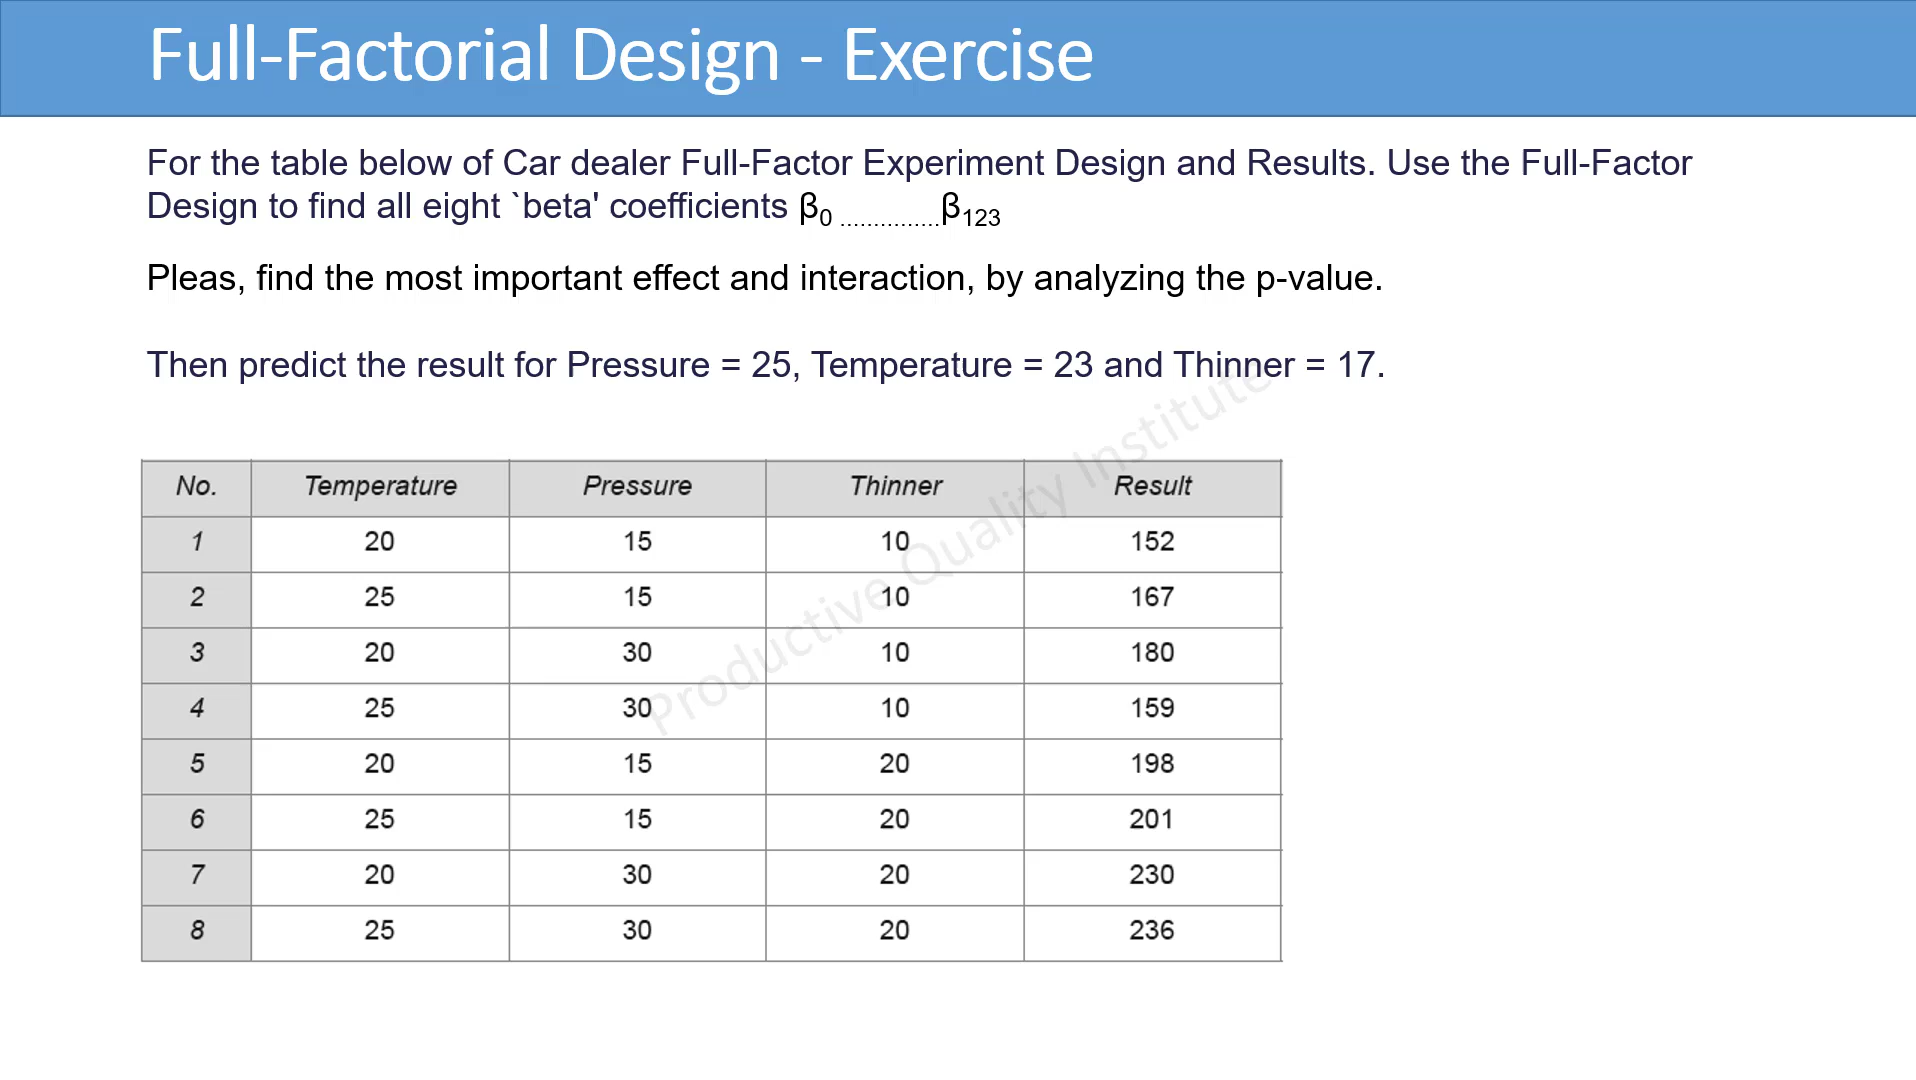 Full-Factorial Design - Exercise
For the table below of Car dealer Full-Factor Experiment Design and Results. Use the Full-Factor
Design to find all eight `beta' coefficients β0 ...............β123
Pleas, find the most important effect and interaction, by analyzing the p-value.
Then predict the result for Pressure = 25, Temperature = 23 and Thinner = 17.
No. Temperature Pressure Thinner Result
1 20 15 10 152
2 25 15 10 167
3 20 30 10 180
4 25 30 10 159
5 20 15 20 198
6 25 15 20 201
7 20 30 20 230
8 25 30 20 236
Productive Quality Institute